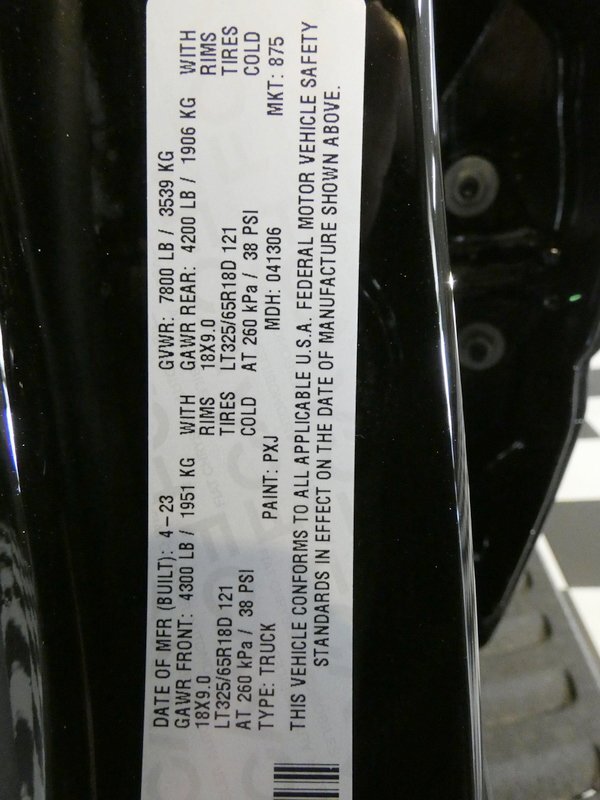 DATE OF MFR (BUILT): 4-23 GVWR: 7800 LB / 3539 KG
GAWR FRONT: 4300 LB / 1951 KG WITH GAWR REAR: 4200 LB / 1906 KG WITH
18X9.0 RIMS 18X9.0 RIMS
LT325/65R18D 121 TIRES LT325/65R18D 121 TIRES
AT 260 kPa / 38 PSI COLD AT 260 kPa / 38 PSI COLD
TYPE: TRUCK PAINT: PXJ MDH: 041306 MKT: 875
THIS VEHICLE CONFORMS TO ALL APPLICABLE U.S.A. FEDERAL MOTOR VEHICLE SAFETY
STANDARDS IN EFFECT ON THE DATE OF MANUFACTURE SHOWN ABOVE.